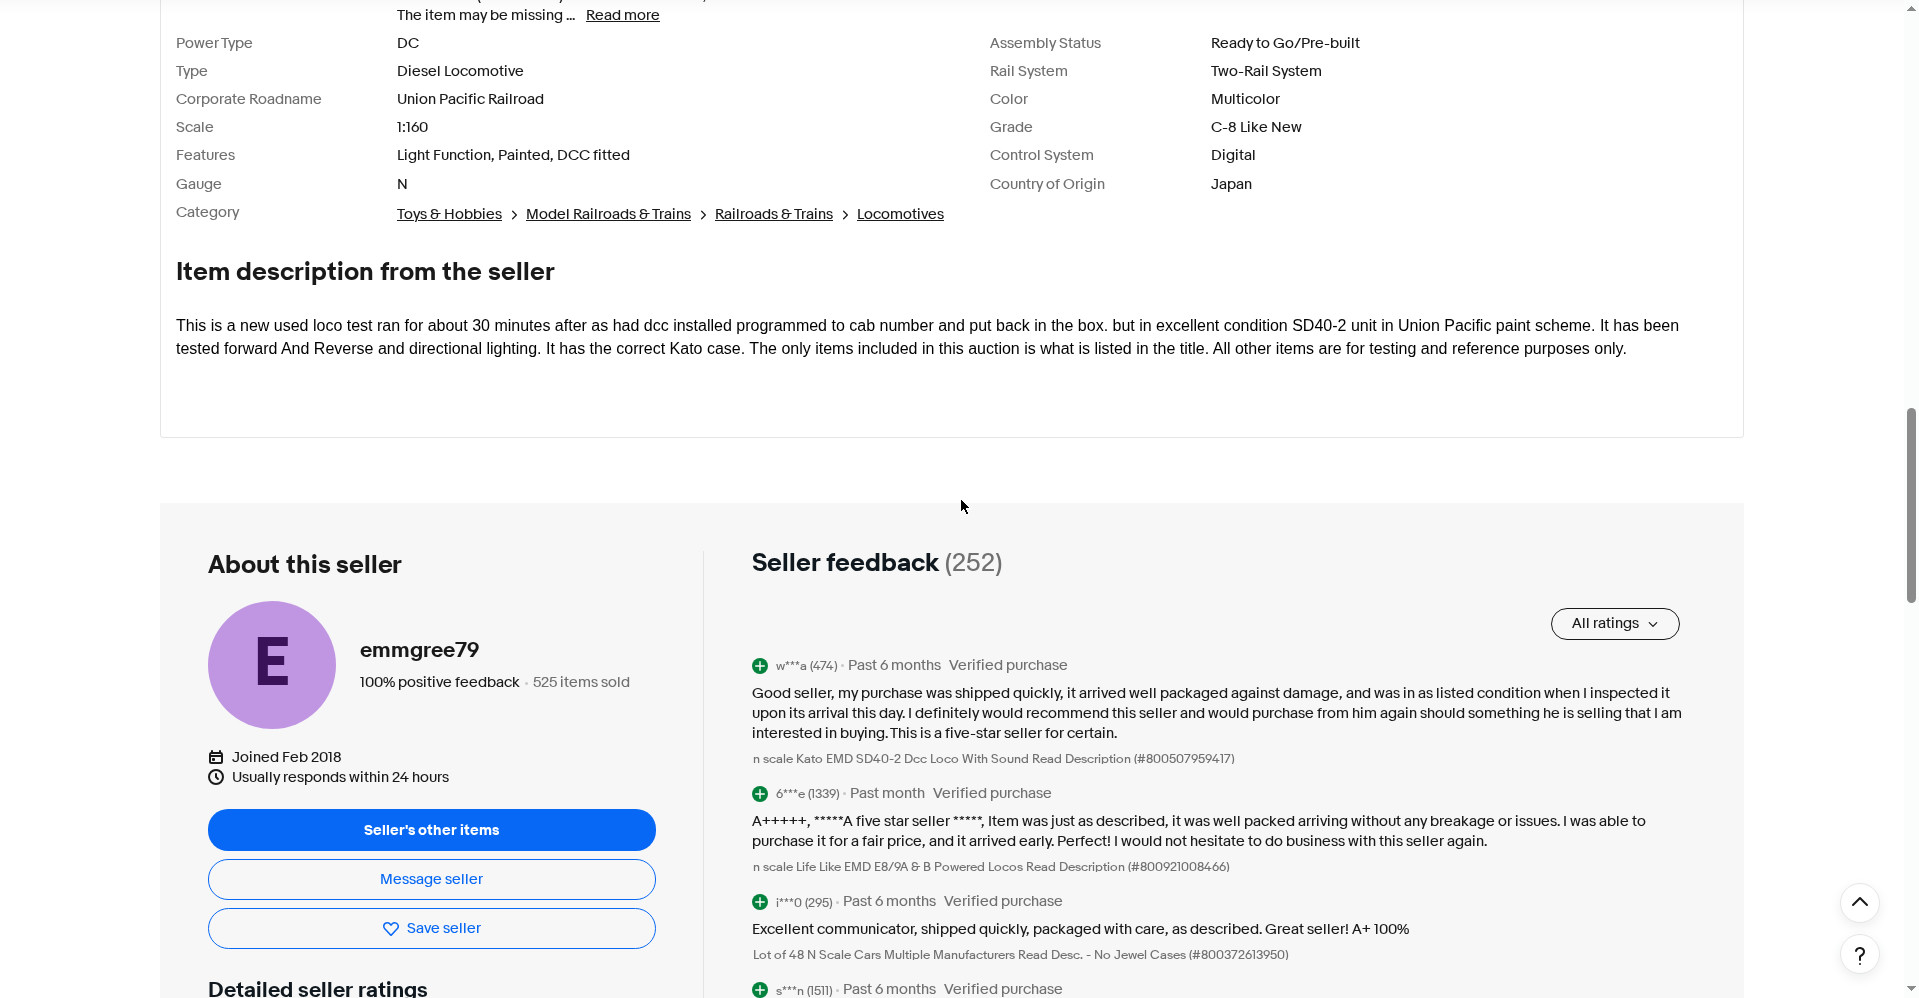 The item may be missing ... Read more
Power Type DC Assembly Status Ready to Go/Pre-built
Type Diesel Locomotive Rail System Two-Rail System
Corporate Roadname Union Pacific Railroad Color Multicolor
Scale 1:160 Grade C-8 Like New
Features Light Function, Painted, DCC fitted Control System Digital
Gauge N Country of Origin Japan
Category Toys & Hobbies > Model Railroads & Trains > Railroads & Trains > Locomotives
Item description from the seller
This is a new used loco test ran for about 30 minutes after as had dcc installed programmed to cab number and put back in the box. but in excellent condition SD40-2 unit in Union Pacific paint scheme. It has been
tested forward And Reverse and directional lighting. It has the correct Kato case. The only items included in this auction is what is listed in the title. All other items are for testing and reference purposes only.
About this seller
E
emmgree79
100% positive feedback · 525 items sold
Joined Feb 2018
Usually responds within 24 hours
Seller's other items
Message seller
Save seller
Detailed seller ratings
Seller feedback (252)
All ratings
w***a (474) · Past 6 months Verified purchase
Good seller, my purchase was shipped quickly, it arrived well packaged against damage, and was in as listed condition when I inspected it
upon its arrival this day. I definitely would recommend this seller and would purchase from him again should something he is selling that I am
interested in buying. This is a five-star seller for certain.
n scale Kato EMD SD40-2 Dcc Loco With Sound Read Description (#800507959417)
6***e (1339) · Past month Verified purchase
A+++++, *****A five star seller *****, Item was just as described, it was well packed arriving without any breakage or issues. I was able to
purchase it for a fair price, and it arrived early. Perfect! I would not hesitate to do business with this seller again.
n scale Life Like EMD E8/9A & B Powered Locos Read Description (#800921008466)
i***0 (295) · Past 6 months Verified purchase
Excellent communicator, shipped quickly, packaged with care, as described. Great seller! A+ 100%
Lot of 48 N Scale Cars Multiple Manufacturers Read Desc. - No Jewel Cases (#800372613950)
s***n (1511) · Past 6 months Verified purchase
?